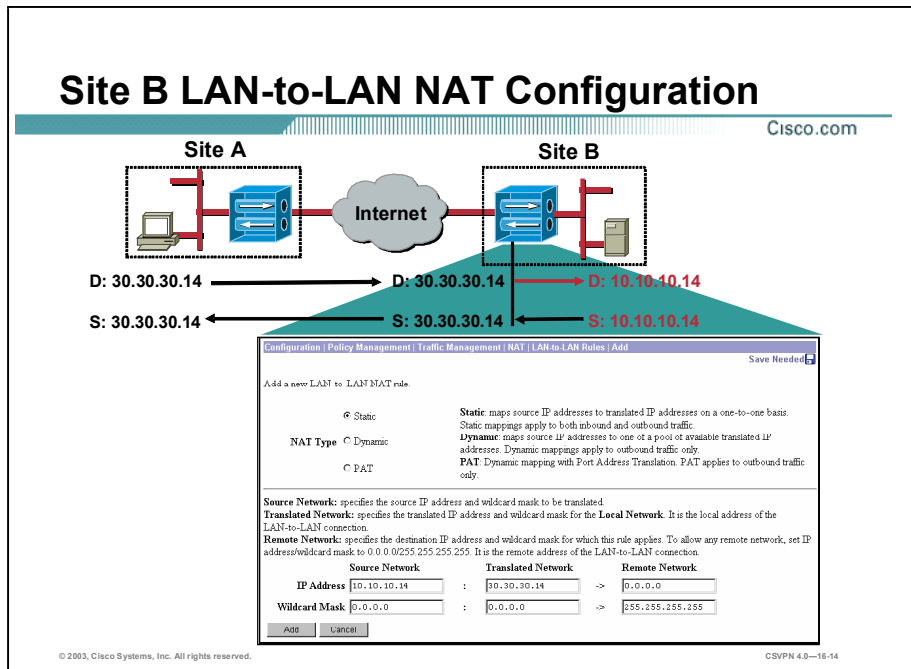 Site B LAN-to-LAN NAT Configuration
Cisco.com
Site A
Site B
Internet
D: 30.30.30.14
D: 30.30.30.14
D: 10.10.10.14
S: 30.30.30.14
S: 30.30.30.14
S: 10.10.10.14
Configuration | Policy Management | Traffic Management | NAT | LAN-to-LAN Rules | Add
Save Needed
Add a new LAN-to-LAN NAT rule.
NAT Type
Static
Dynamic
PAT
Static: maps source IP addresses to translated IP addresses on a one-to-one basis.
Static mappings apply to both inbound and outbound traffic.
Dynamic: maps source IP addresses to one of a pool of available translated IP
addresses. Dynamic mappings apply to outbound traffic only.
PAT: Dynamic mapping with Port Address Translation. PAT applies to outbound traffic
only.
Source Network: specifies the source IP address and wildcard mask to be translated.
Translated Network: specifies the translated IP address and wildcard mask for the Local Network. It is the local address of the
LAN-to-LAN connection.
Remote Network: specifies the destination IP address and wildcard mask for which this rule applies. To allow any remote network, set IP
address/wildcard mask to 0.0.0.0/255.255.255.255. It is the remote address of the LAN-to-LAN connection.
Source Network Translated Network Remote Network
IP Address 10.10.10.14 : 30.30.30.14 -> 0.0.0.0
Wildcard Mask 0.0.0.0 : 0.0.0.0 -> 255.255.255.255
Add Cancel
© 2003, Cisco Systems, Inc. All rights reserved.
CSVPN 4.0—16-14